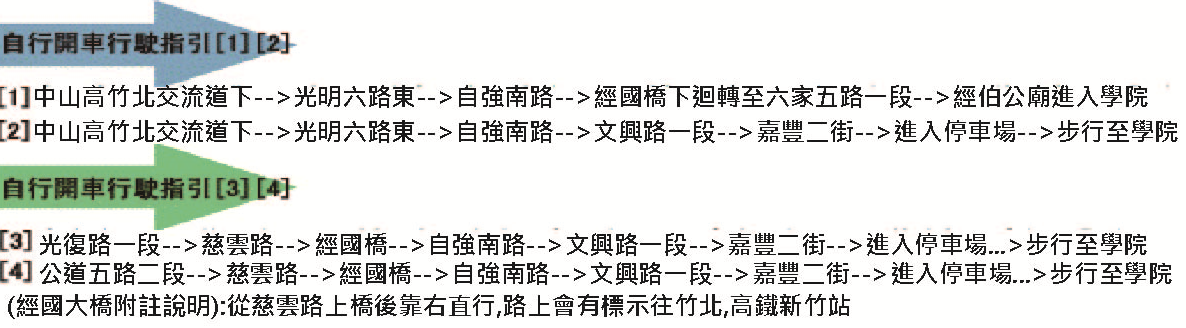 自行開車行駛指引[1][2]
[1]中山高竹北交流道下-->光明六路東-->自強南路-->經國橋下迴轉至六家五路一段-->經伯公廟進入學院
[2]中山高竹北交流道下-->光明六路東-->自強南路-->文興路一段-->嘉豐二街-->進入停車場-->步行至學院
自行開車行駛指引[3][4]
[3] 光復路一段-->慈雲路-->經國橋-->自強南路-->文興路一段-->嘉豐二街-->進入停車場...>步行至學院
[4] 公道五路二段-->慈雲路-->經國橋-->自強南路-->文興路一段-->嘉豐二街-->進入停車場...>步行至學院
(經國大橋附註說明):從慈雲路上橋後靠右直行,路上會有標示往竹北,高鐵新竹站